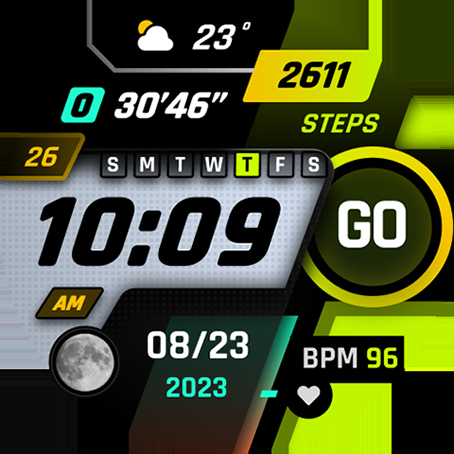 23°
2611
STEPS
0 30'46"
26
S M T W T F S
10:09
GO
AM
08/23
2023
BPM 96